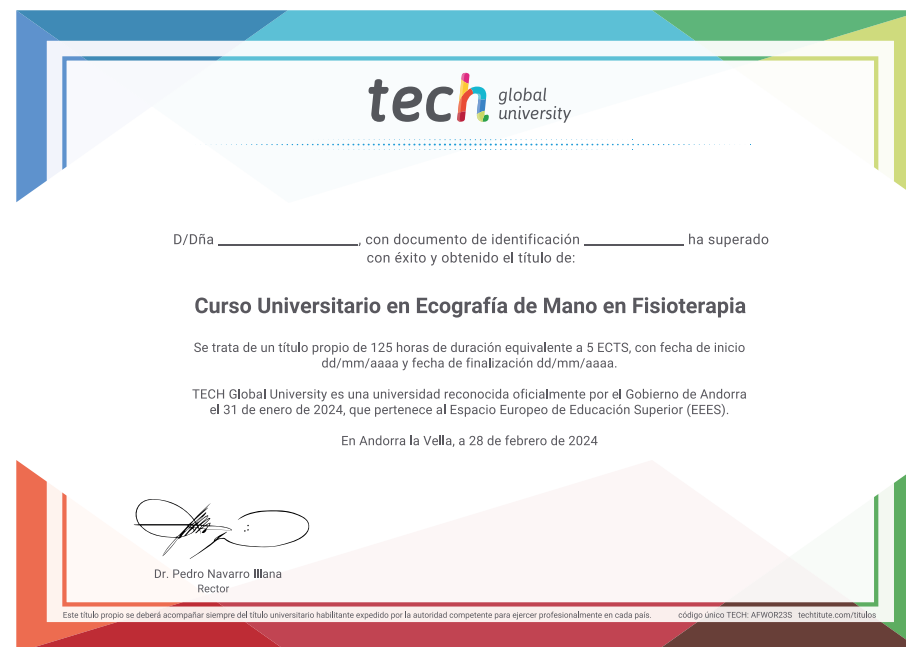 tech global university
D/Dña ______________, con documento de identificación __________ ha superado
con éxito y obtenido el título de:
Curso Universitario en Ecografía de Mano en Fisioterapia
Se trata de un título propio de 125 horas de duración equivalente a 5 ECTS, con fecha de inicio
dd/mm/aaaa y fecha de finalización dd/mm/aaaa.
TECH Global University es una universidad reconocida oficialmente por el Gobierno de Andorra
el 31 de enero de 2024, que pertenece al Espacio Europeo de Educación Superior (EEES).
En Andorra la Vella, a 28 de febrero de 2024
Dr. Pedro Navarro Illana
Rector
Este título propio se deberá acompañar siempre del título universitario habilitante expedido por la autoridad competente para ejercer profesionalmente en cada país. código único TECH: AFWOR23S techtitute.com/titulos